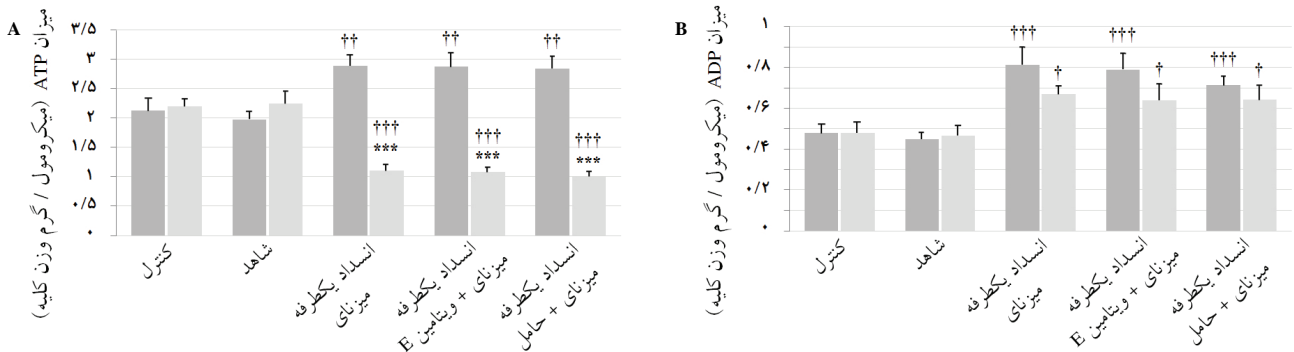 A
میزان ATP (میکرومول / گرم وزن کلیه)
۳/۵
۳
۲/۵
۲
۱/۵
۱
۰/۵
۰
††
††
††
†††
***
†††
***
†††
***
کنترل
شاهد
انسداد یکطرفه
میزنای
انسداد یکطرفه
میزنای + ویتامین E
انسداد یکطرفه
میزنای + حامل
B
میزان ADP (میکرومول / گرم وزن کلیه)
۱
۰/۸
۰/۶
۰/۴
۰/۲
۰
†††
†
†††
†
†††
†
کنترل
شاهد
انسداد یکطرفه
میزنای
انسداد یکطرفه
میزنای + ویتامین E
انسداد یکطرفه
میزنای + حامل